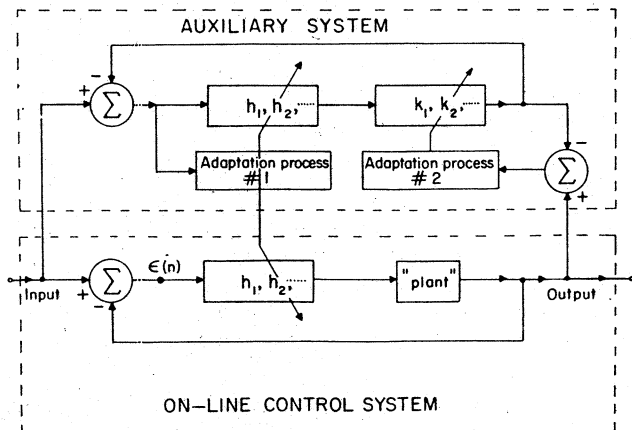 AUXILIARY SYSTEM
−
+
Σ
h₁, h₂, ......
k₁, k₂, ......
Adaptation process
# 1
Adaptation process
# 2
−
Σ
+
Input
+
Σ
−
ϵ(n)
h₁, h₂, ......
"plant"
Output
ON–LINE CONTROL SYSTEM